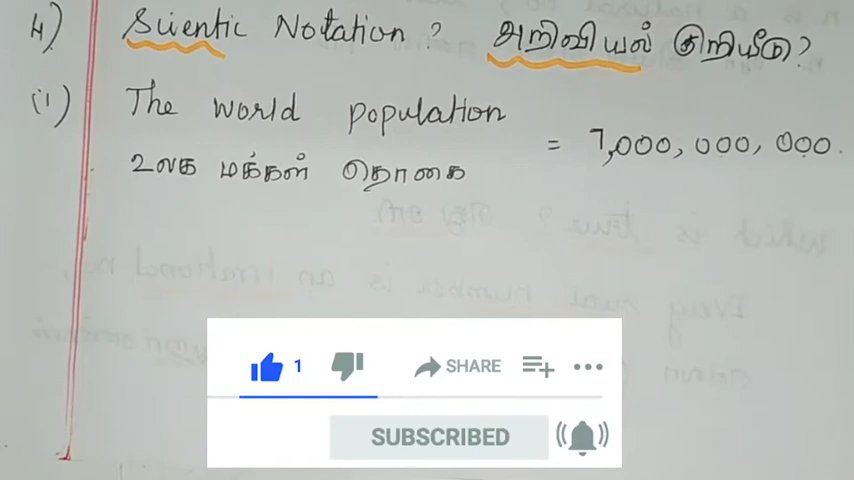 4) Scientic Notation? அறிவியல் குறியீடு?
(i) The world population
உலக மக்கள் தொகை = 7,000,000,000.
1 SHARE
SUBSCRIBED